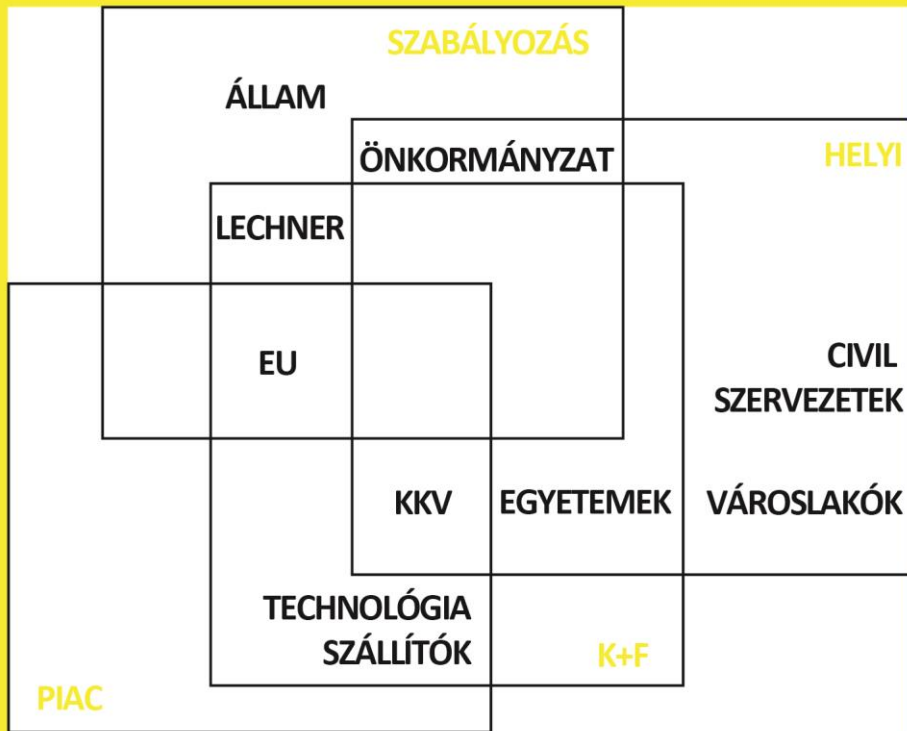 SZABÁLYOZÁS
ÁLLAM
ÖNKORMÁNYZAT
HELYI
LECHNER
EU
CIVIL
SZERVEZETEK
KKV
EGYETEMEK
VÁROSLAKÓK
TECHNOLÓGIA
SZÁLLÍTÓK
K+F
PIAC